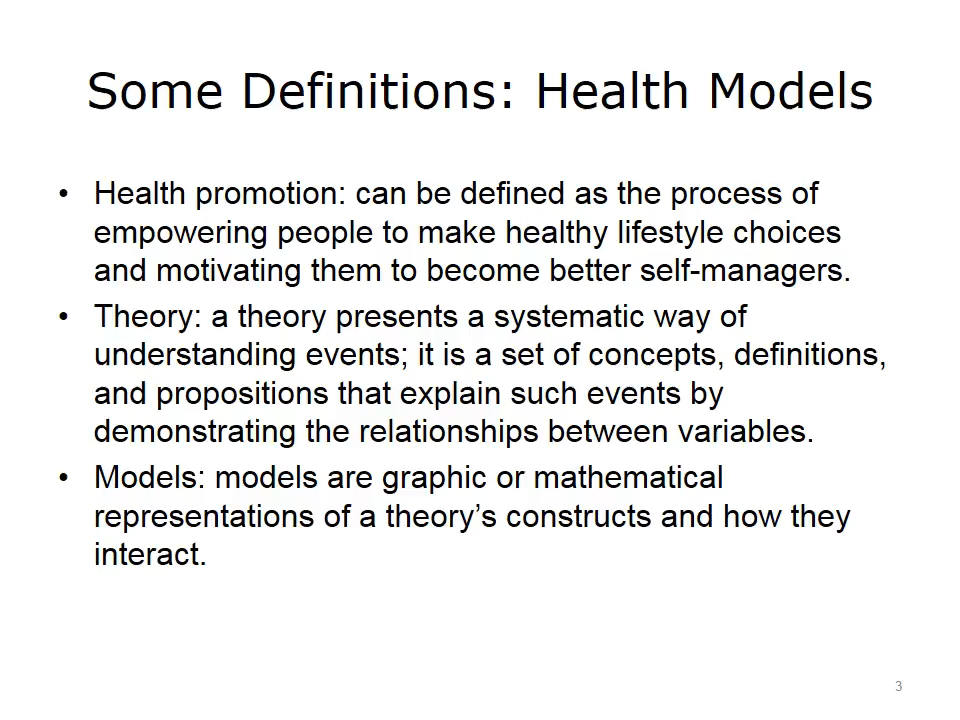 Some Definitions: Health Models
• Health promotion: can be defined as the process of
empowering people to make healthy lifestyle choices
and motivating them to become better self-managers.
• Theory: a theory presents a systematic way of
understanding events; it is a set of concepts, definitions,
and propositions that explain such events by
demonstrating the relationships between variables.
• Models: models are graphic or mathematical
representations of a theory’s constructs and how they
interact.
3